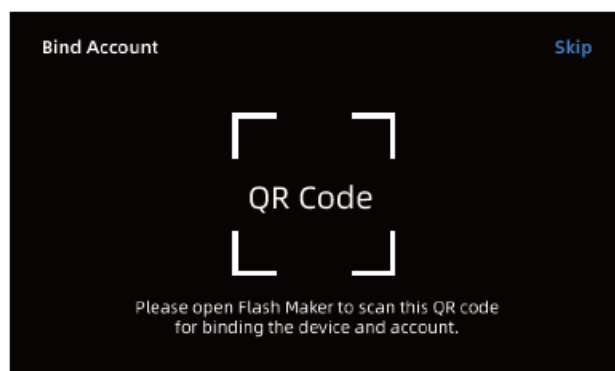 Bind Account
Skip
QR Code
Please open Flash Maker to scan this QR code
for binding the device and account.